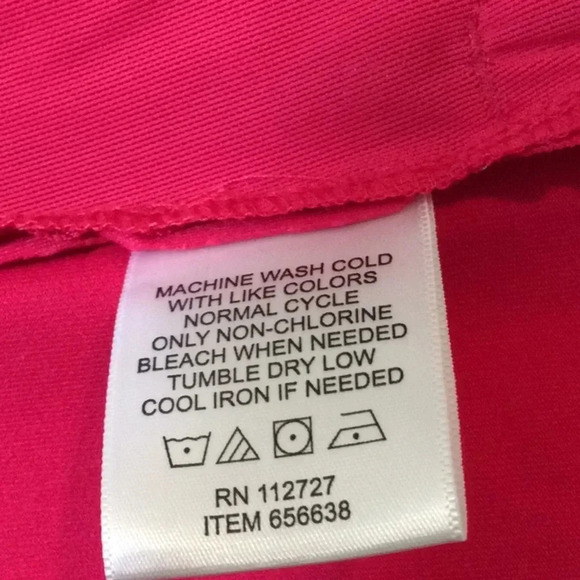 MACHINE WASH COLD
WITH LIKE COLORS
NORMAL CYCLE
ONLY NON-CHLORINE
BLEACH WHEN NEEDED
TUMBLE DRY LOW
COOL IRON IF NEEDED
RN 112727
ITEM 656638